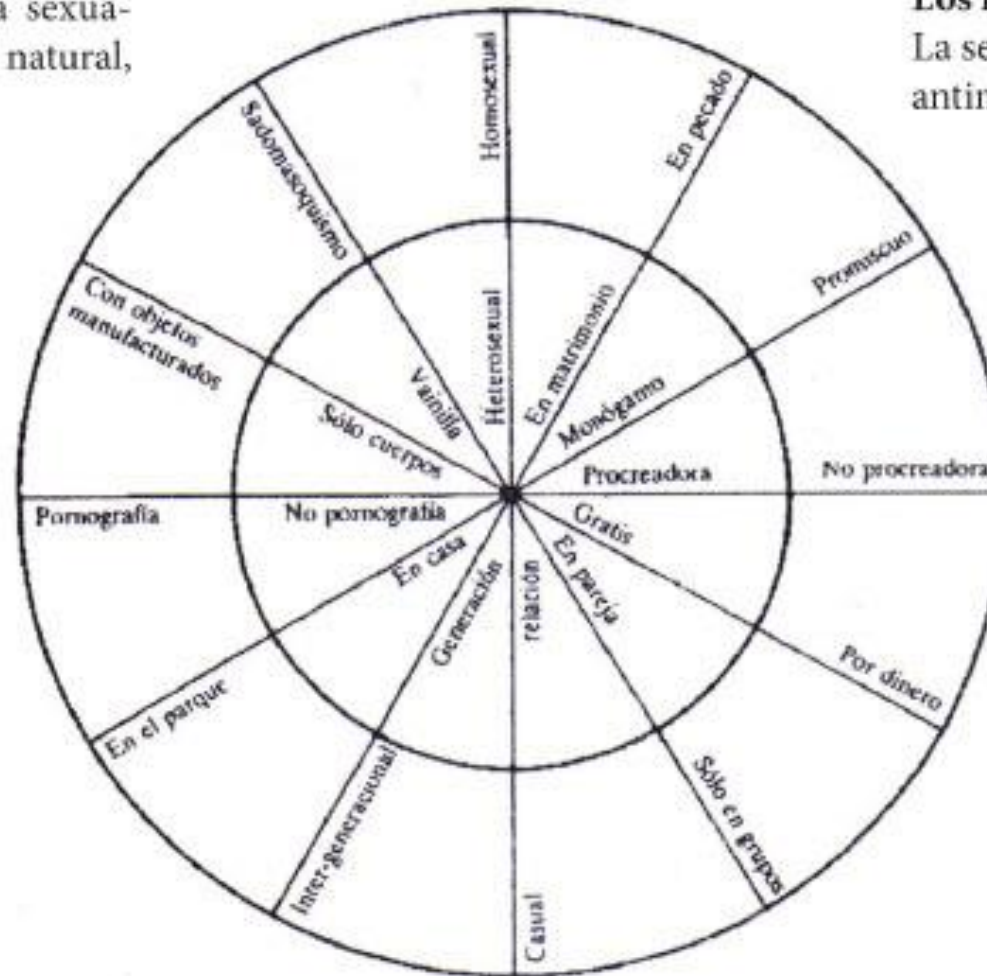 a sexua-
natural,
La se
Homosexual
En pecado
Promiscuo
No procreadora
Por dinero
Sólo en grupos
Casual
Inter-generacional
En el parque
Pornografía
Con objetos
manufacturados
Sadomasoquismo
Heterosexual
En matrimonio
Monógamo
Procreadora
Gratis
En pareja
relación
Generación
En casa
No pornografía
Sólo cuerpos
Vainilla